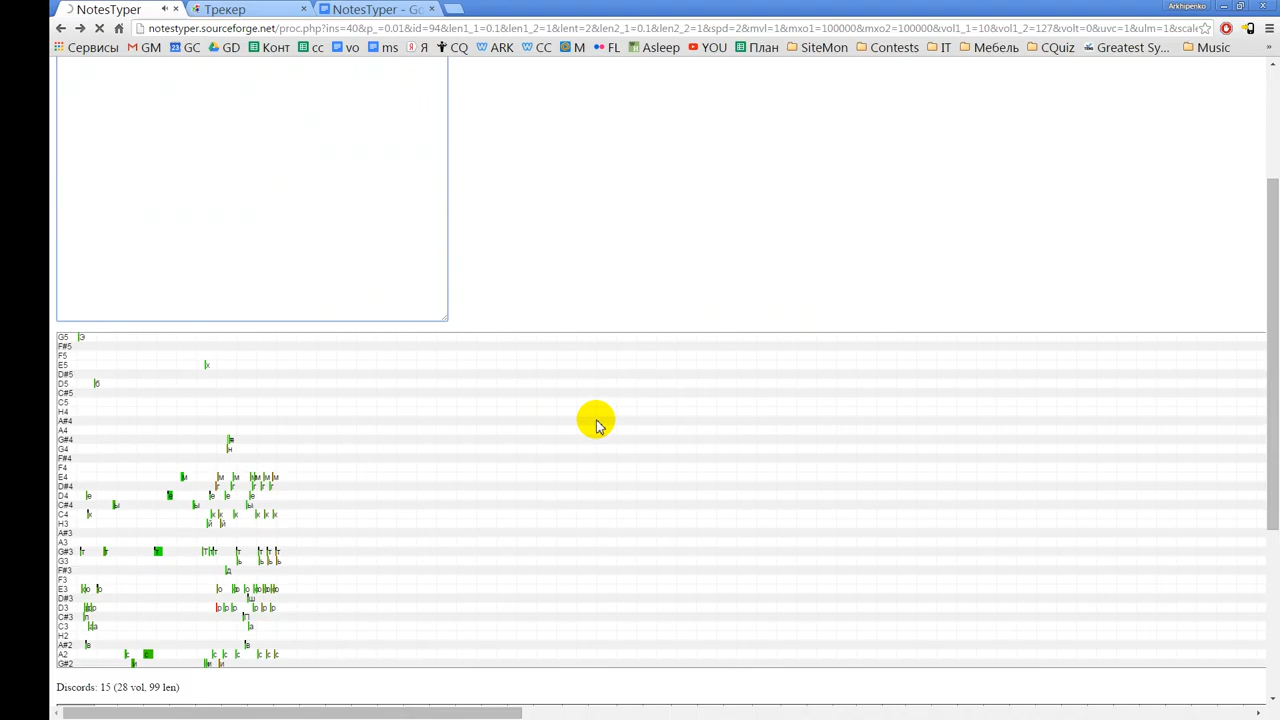 Arkhipenko
NotesTyper
Трекер
NotesTyper - Go
notestyper.sourceforge.net/proc.php?ins=40&p_=0.01&id=94&len1_1=0.1&len1_2=1&lent=2&len2_1=0.1&len2_2=1&spd=2&mvl=1&mxo1=100000&mxo2=100000&vol1_1=10&vol1_2=127&volt=0&uvc=1&ulm=1&scale
Сервисы GM GC GD Конт cc vo ms Я CQ ARK CC M FL Asleep YOU План SiteMon Contests IT Мебель CQuiz Greatest Sy... Music
G5 Э
F#5
F5
E5 х
D#5
D5 б
C#5
C5
H4
A#4
A4
G#4
G4 н
F#4
F4
E4 м м м м м м м
D#4 г г г г г
D4 е е е е
C#4 ы ы ы
C4 к к к к к к к
H3 й й
A#3
A3
G#3 т т т т т т т т
G3 ь ь ь ь
F#3 д
F3
E3 о о о о о
D#3 ш
D3 р р р р р р
C#3 л П
C3 а а
H2
A#2 в в
A2 с с с с с с с с
G#2 и и и
Discords: 15 (28 vol. 99 len)